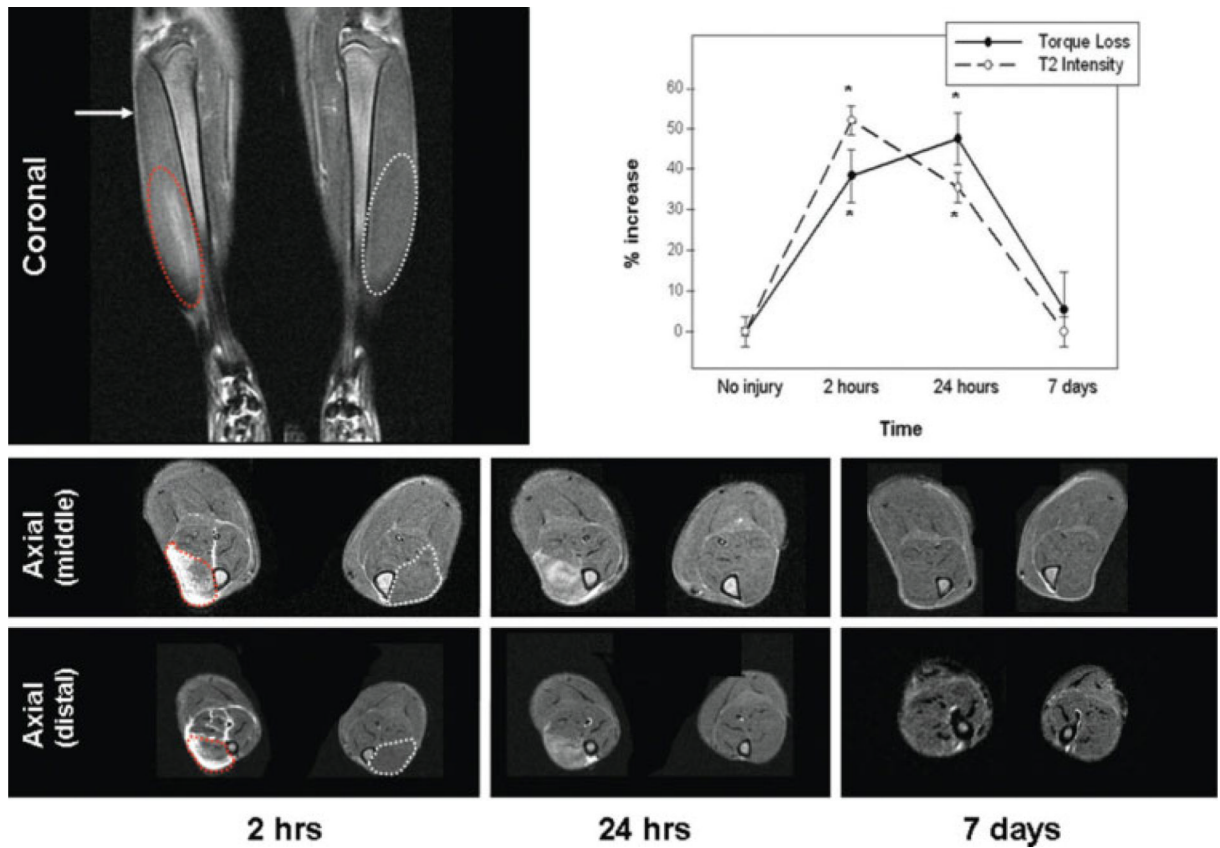 Coronal
Torque Loss
T2 Intensity
*
*
60
50
40
30
20
10
0
*
*
% increase
No injury
2 hours
24 hours
7 days
Time
Axial
(middle)
Axial
(distal)
2 hrs
24 hrs
7 days